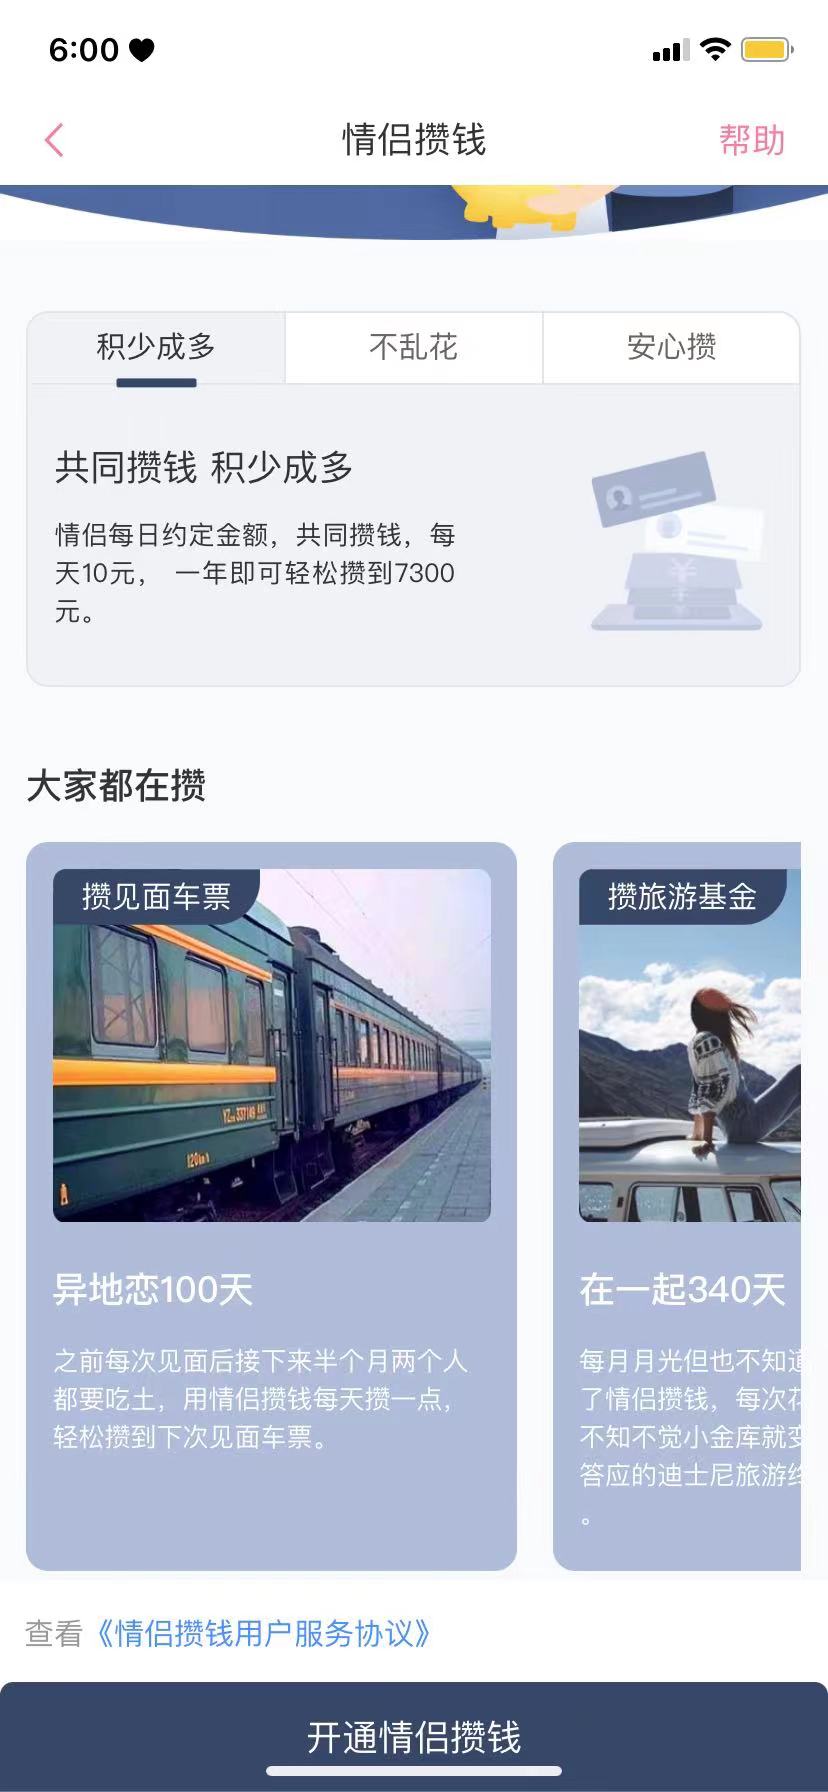 6:00
情侣攒钱
帮助
积少成多
不乱花
安心攒
共同攒钱 积少成多
情侣每日约定金额，共同攒钱，每
天10元， 一年即可轻松攒到7300
元。
大家都在攒
攒见面车票
120km/h
异地恋100天
之前每次见面后接下来半个月两个人
都要吃土，用情侣攒钱每天攒一点，
轻松攒到下次见面车票。
攒旅游基金
在一起340天
每月月光但也不知道
了情侣攒钱，每次花
不知不觉小金库就变
答应的迪士尼旅游终
。
查看《情侣攒钱用户服务协议》
开通情侣攒钱